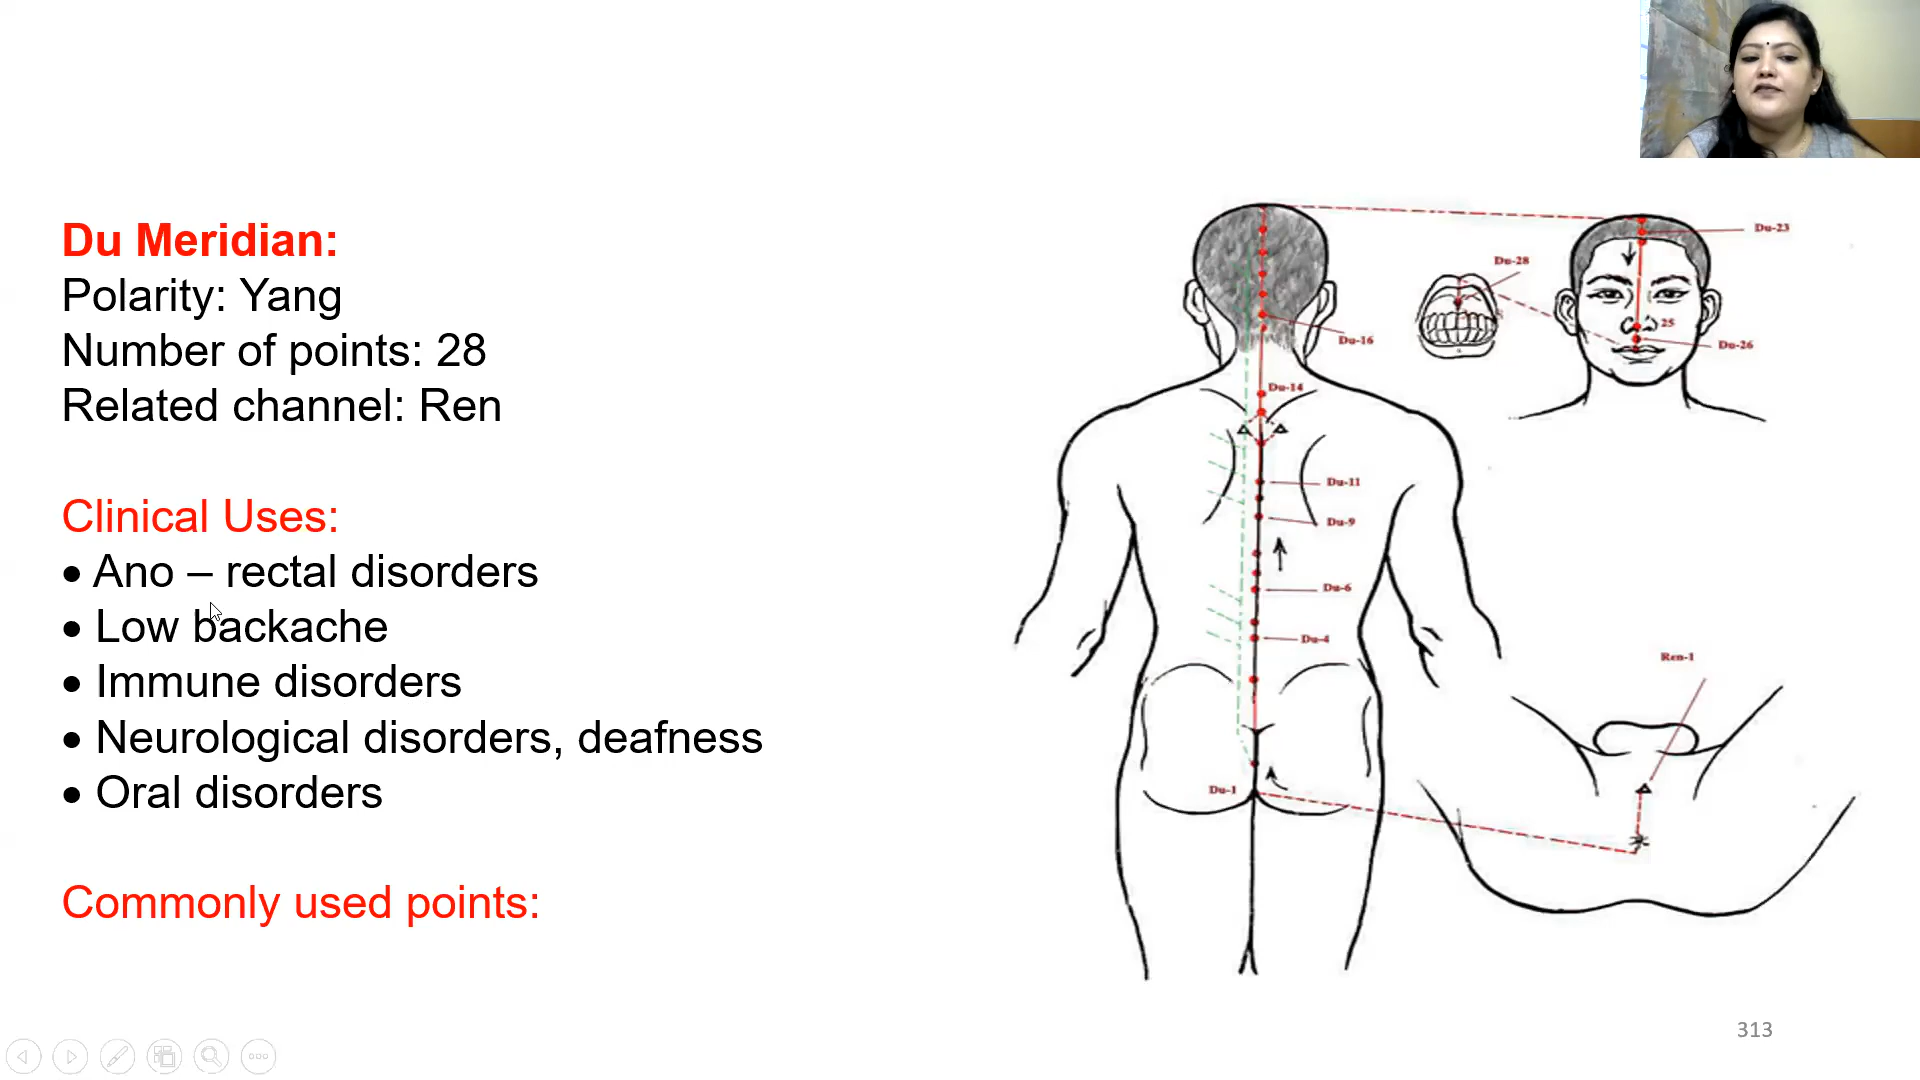 Du Meridian:
Polarity: Yang
Number of points: 28
Related channel: Ren
Clinical Uses:
• Ano – rectal disorders
• Low backache
• Immune disorders
• Neurological disorders, deafness
• Oral disorders
Commonly used points:
Du-23
Du-28
25
Du-26
Du-16
Du-14
Du-11
Du-9
Du-6
Du-4
Ren-1
Du-1
313